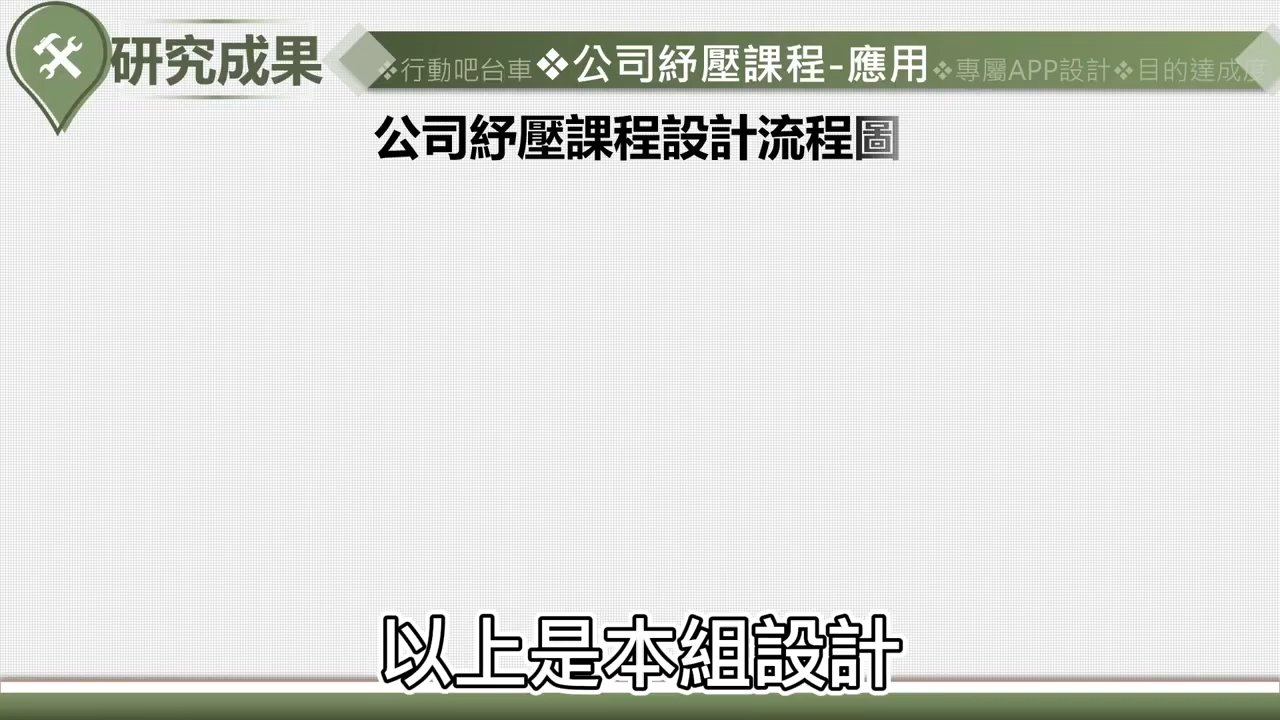 研究成果
❖行動吧台車❖公司紓壓課程-應用❖專屬APP設計❖目的達成度
公司紓壓課程設計流程圖
以上是本組設計